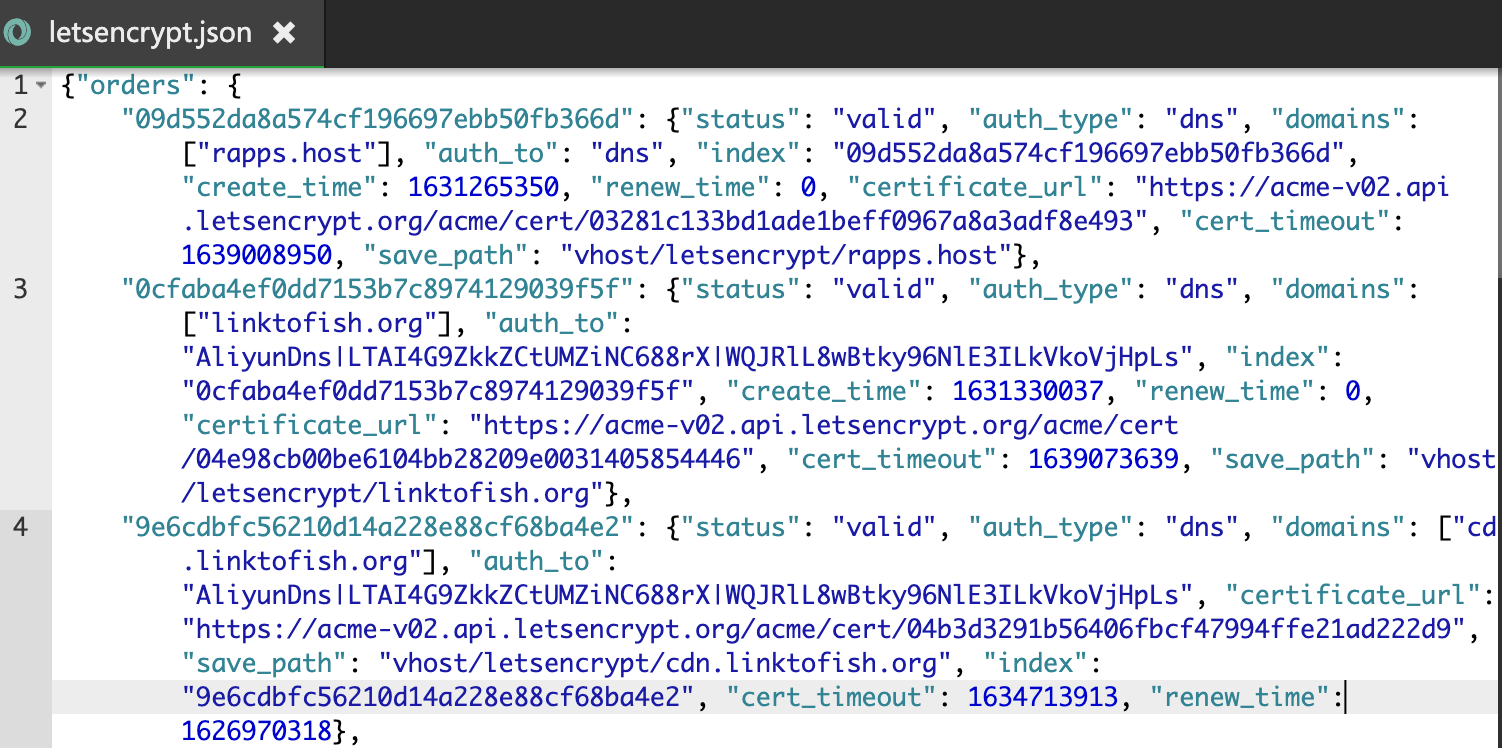 letsencrypt.json
1 {"orders": {
2 "09d552da8a574cf196697ebb50fb366d": {"status": "valid", "auth_type": "dns", "domains":
["rapps.host"], "auth_to": "dns", "index": "09d552da8a574cf196697ebb50fb366d",
"create_time": 1631265350, "renew_time": 0, "certificate_url": "https://acme-v02.api
.letsencrypt.org/acme/cert/03281c133bd1ade1beff0967a8a3adf8e493", "cert_timeout":
1639008950, "save_path": "vhost/letsencrypt/rapps.host"},
3 "0cfaba4ef0dd7153b7c8974129039f5f": {"status": "valid", "auth_type": "dns", "domains":
["linktofish.org"], "auth_to":
"AliyunDns|LTAI4G9ZkkZCtUMZiNC688rX|WQJRlL8wBtky96NlE3ILkVkoVjHpLs", "index":
"0cfaba4ef0dd7153b7c8974129039f5f", "create_time": 1631330037, "renew_time": 0,
"certificate_url": "https://acme-v02.api.letsencrypt.org/acme/cert
/04e98cb00be6104bb28209e0031405854446", "cert_timeout": 1639073639, "save_path": "vhost
/letsencrypt/linktofish.org"},
4 "9e6cdbfc56210d14a228e88cf68ba4e2": {"status": "valid", "auth_type": "dns", "domains": ["cd
.linktofish.org"], "auth_to":
"AliyunDns|LTAI4G9ZkkZCtUMZiNC688rX|WQJRlL8wBtky96NlE3ILkVkoVjHpLs", "certificate_url":
"https://acme-v02.api.letsencrypt.org/acme/cert/04b3d3291b56406fbcf47994ffe21ad222d9",
"save_path": "vhost/letsencrypt/cdn.linktofish.org", "index":
"9e6cdbfc56210d14a228e88cf68ba4e2", "cert_timeout": 1634713913, "renew_time":
1626970318},